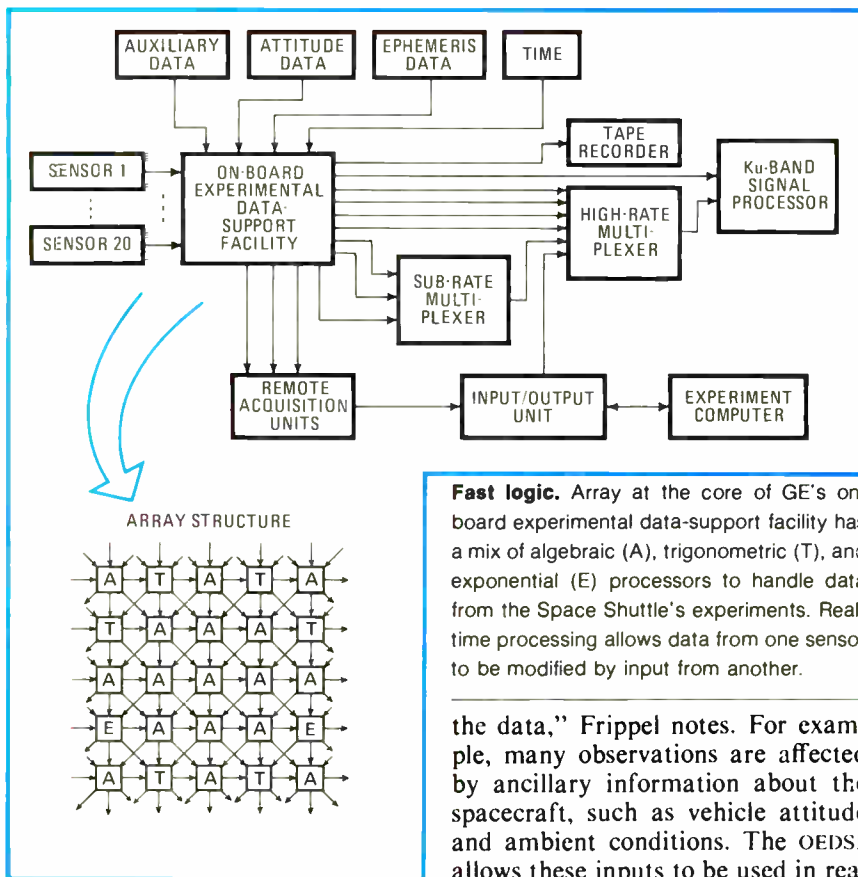 AUXILIARY
DATA
ATTITUDE
DATA
EPHEMERIS
DATA
TIME
SENSOR 1
SENSOR 20
ON-BOARD
EXPERIMENTAL
DATA-
SUPPORT
FACILITY
TAPE
RECORDER
Ku-BAND
SIGNAL
PROCESSOR
HIGH-RATE
MULTI-
PLEXER
SUB-RATE
MULTI-
PLEXER
REMOTE
ACQUISITION
UNITS
INPUT/OUTPUT
UNIT
EXPERIMENT
COMPUTER
ARRAY STRUCTURE
A T A T A
T A A A T
A A A A A
E A A A E
A T A T A
Fast logic. Array at the core of GE's on
board experimental data-support facility has
a mix of algebraic (A), trigonometric (T), and
exponential (E) processors to handle data
from the Space Shuttle's experiments. Real
time processing allows data from one sensor
to be modified by input from another.
the data," Frippel notes. For exam
ple, many observations are affected
by ancillary information about the
spacecraft, such as vehicle attitude
and ambient conditions. The OEDS
allows these inputs to be used in real